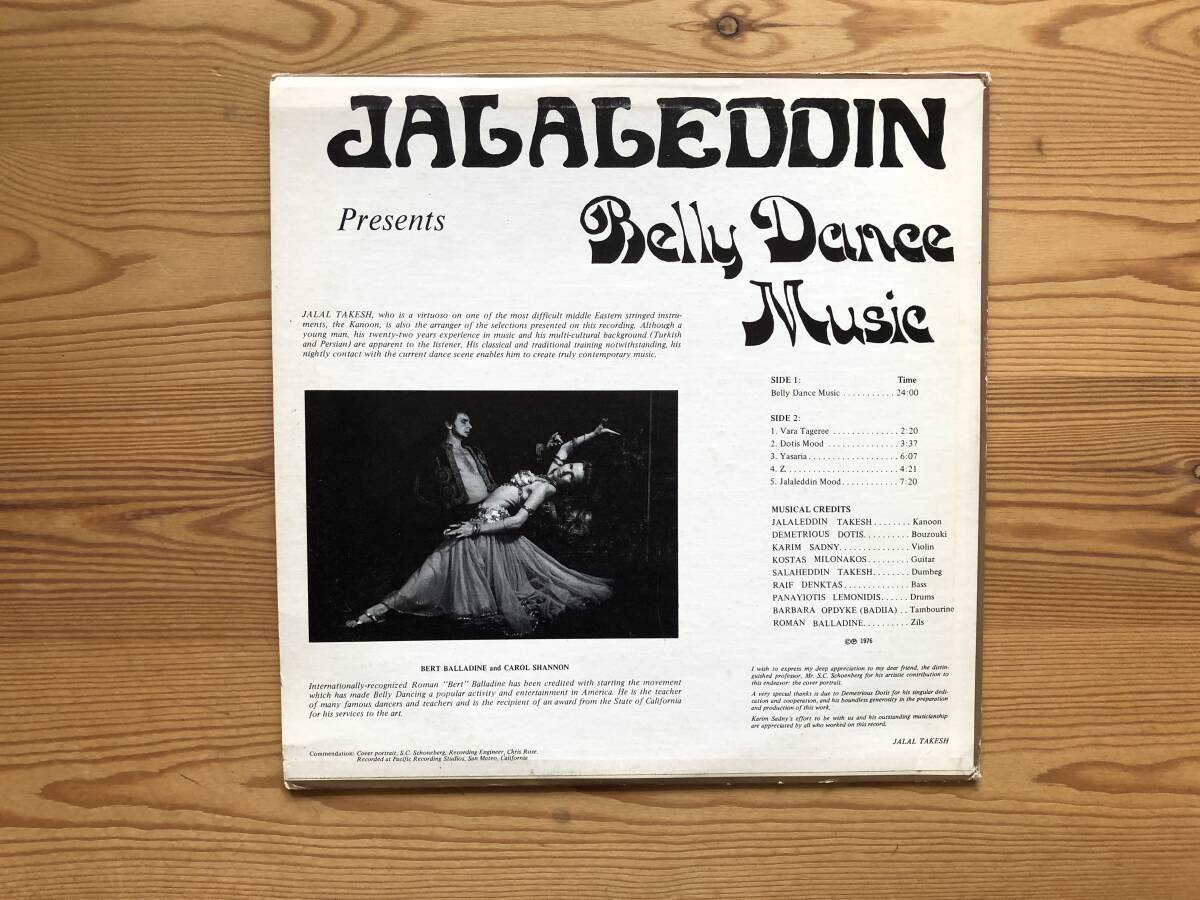 JALALEDDIN
Presents
Belly Dance
Music
JALAL TAKESH, who is a virtuoso on one of the most difficult middle Eastern stringed instru-
ments, the Kanoon, is also the arranger of the selections presented on this recording. Although a
young man, his twenty-two years experience in music and his multi-cultural background (Turkish
and Persian) are apparent to the listener. His classical and traditional training notwithstanding, his
nightly contact with the current dance scene enables him to create truly contemporary music.
BERT BALLADINE and CAROL SHANNON
Internationally-recognized Roman "Bert" Balladine has been credited with starting the movement
which has made Belly Dancing a popular activity and entertainment in America. He is the teacher
of many famous dancers and teachers and is the recipient of an award from the State of California
for his services to the art.
Commendation: Cover portrait, S.C. Schoneberg, Recording Engineer, Chris Rose.
Recorded at Pacific Recording Studios, San Mateo, California
SIDE 1: Time
Belly Dance Music . . . . . . . . . . . 24:00
SIDE 2:
1. Vara Tageree . . . . . . . . . . . . . . 2:20
2. Dotis Mood . . . . . . . . . . . . . . . 3:37
3. Yasaria . . . . . . . . . . . . . . . . . . . 6:07
4. Z. . . . . . . . . . . . . . . . . . . . . . . 4:21
5. Jalaleddin Mood. . . . . . . . . . . . 7:20
MUSICAL CREDITS
JALALEDDIN TAKESH . . . . . . . . Kanoon
DEMETRIOUS DOTIS. . . . . . . . . . Bouzouki
KARIM SADNY. . . . . . . . . . . . . . . Violin
KOSTAS MILONAKOS . . . . . . . . . Guitar
SALAHEDDIN TAKESH. . . . . . . . Dumbeg
RAIF DENKTAS . . . . . . . . . . . . . . Bass
PANAYIOTIS LEMONIDIS. . . . . . Drums
BARBARA OPDYKE (BADIIA) . . Tambourine
ROMAN BALLADINE. . . . . . . . . . Zils
©℗ 1976
I wish to express my deep appreciation to my dear friend, the distin-
guished professor, Mr. S.C. Schoenberg for his artistic contribution to
this endeavor: the cover portrait.
A very special thanks is due to Demetrious Dotis for his singular dedi-
cation and cooperation, and his boundless generosity in the preparation
and production of this work.
Karim Sadny's effort to be with us and his outstanding musicianship
are appreciated by all who worked on this record.
JALAL TAKESH